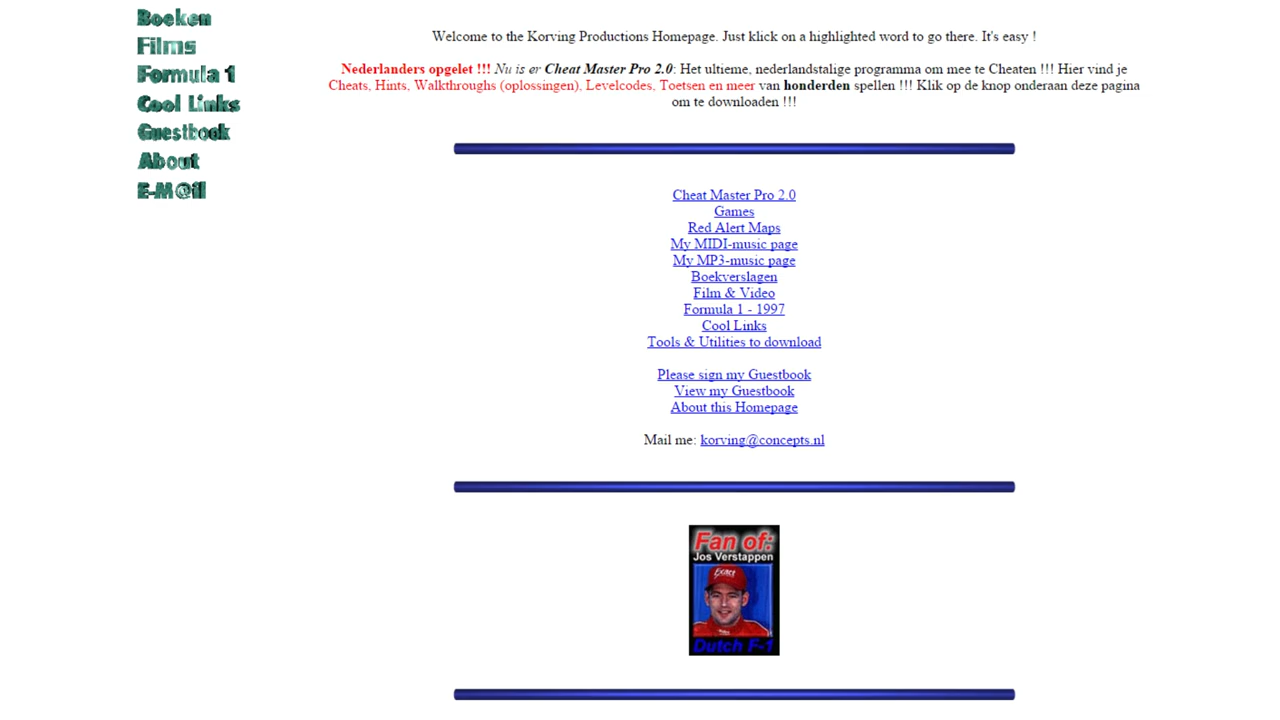 Boeken
Films
Formula 1
Cool Links
Guestbook
About
E-M@il
Welcome to the Korving Productions Homepage. Just klick on a highlighted word to go there. It's easy !
Nederlanders opgelet !!! Nu is er Cheat Master Pro 2.0: Het ultieme, nederlandstalige programma om mee te Cheaten !!! Hier vind je
Cheats, Hints, Walkthroughs (oplossingen), Levelcodes, Toetsen en meer van honderden spellen !!! Klik op de knop onderaan deze pagina
om te downloaden !!!
Cheat Master Pro 2.0
Games
Red Alert Maps
My MIDI-music page
My MP3-music page
Boekverslagen
Film & Video
Formula 1 - 1997
Cool Links
Tools & Utilities to download
Please sign my Guestbook
View my Guestbook
About this Homepage
Mail me: korving@concepts.nl
Fan of:
Jos Verstappen
Exact
Dutch F-1